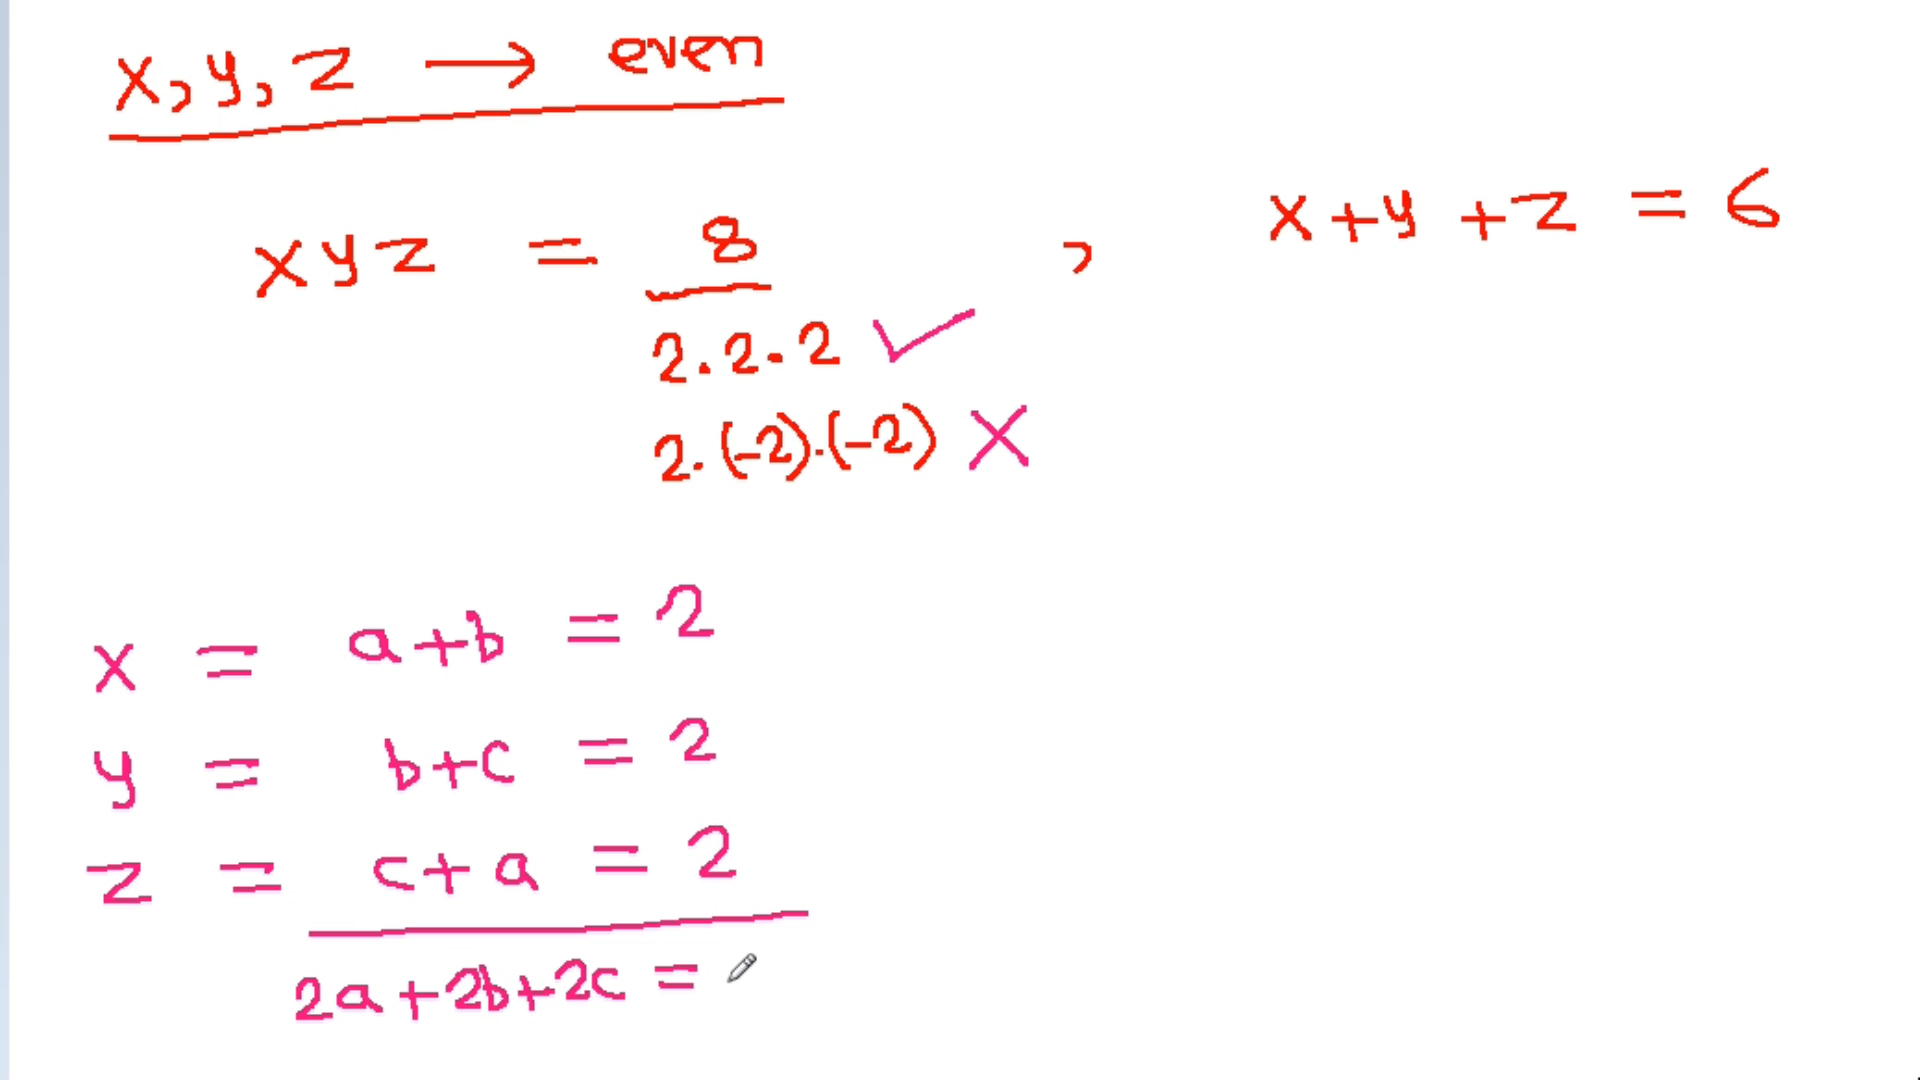 x, y, z → even
xyz = 8 , x + y + z = 6
2.2.2 ✓
2.(-2).(-2) X
x = a+b = 2
y = b+c = 2
z = c+a = 2
2a+2b+2c =